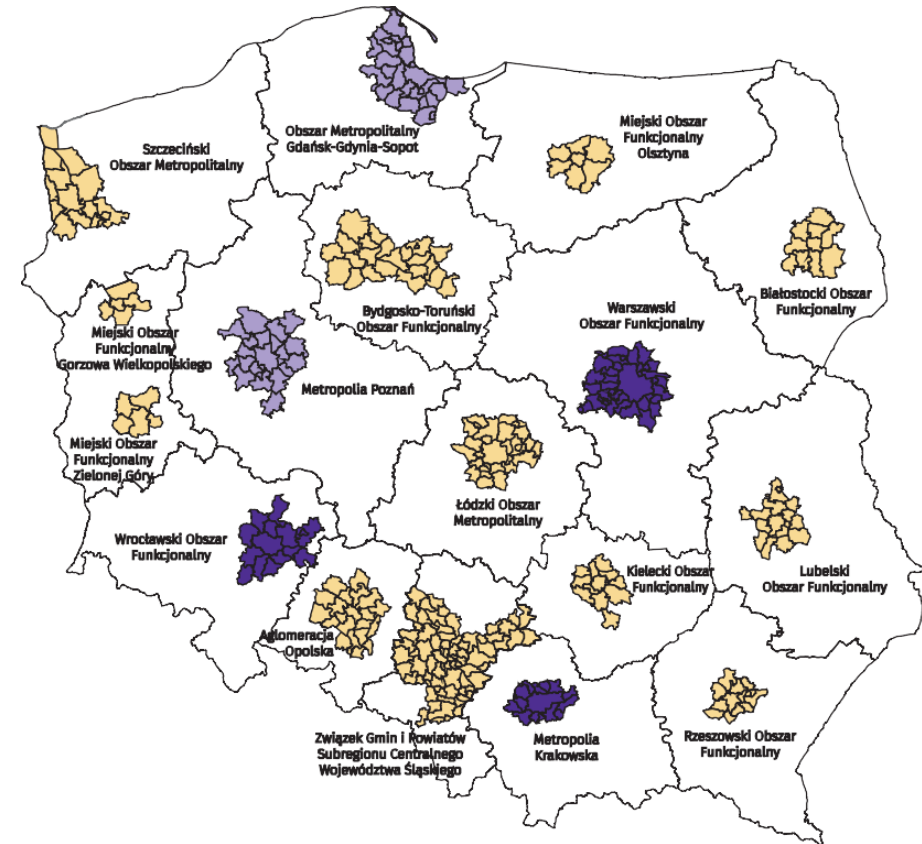 Szczeciński
Obszar Metropolitalny
Obszar Metropolitalny
Gdańsk-Gdynia-Sopot
Miejski Obszar
Funkcjonalny
Olsztyna
Bydgosko-Toruński
Obszar Funkcjonalny
Warszawski
Obszar Funkcjonalny
Białostocki Obszar
Funkcjonalny
Miejski Obszar
Funkcjonalny
Gorzowa Wielkopolskiego
Metropolia Poznań
Miejski Obszar
Funkcjonalny
Zielonej Góry
Łódzki Obszar
Metropolitalny
Wrocławski Obszar
Funkcjonalny
Lubelski
Obszar Funkcjonalny
Kielecki Obszar
Funkcjonalny
Aglomeracja
Opolska
Związek Gmin i Powiatów
Subregionu Centralnego
Województwa Śląskiego
Metropolia
Krakowska
Rzeszowski Obszar
Funkcjonalny